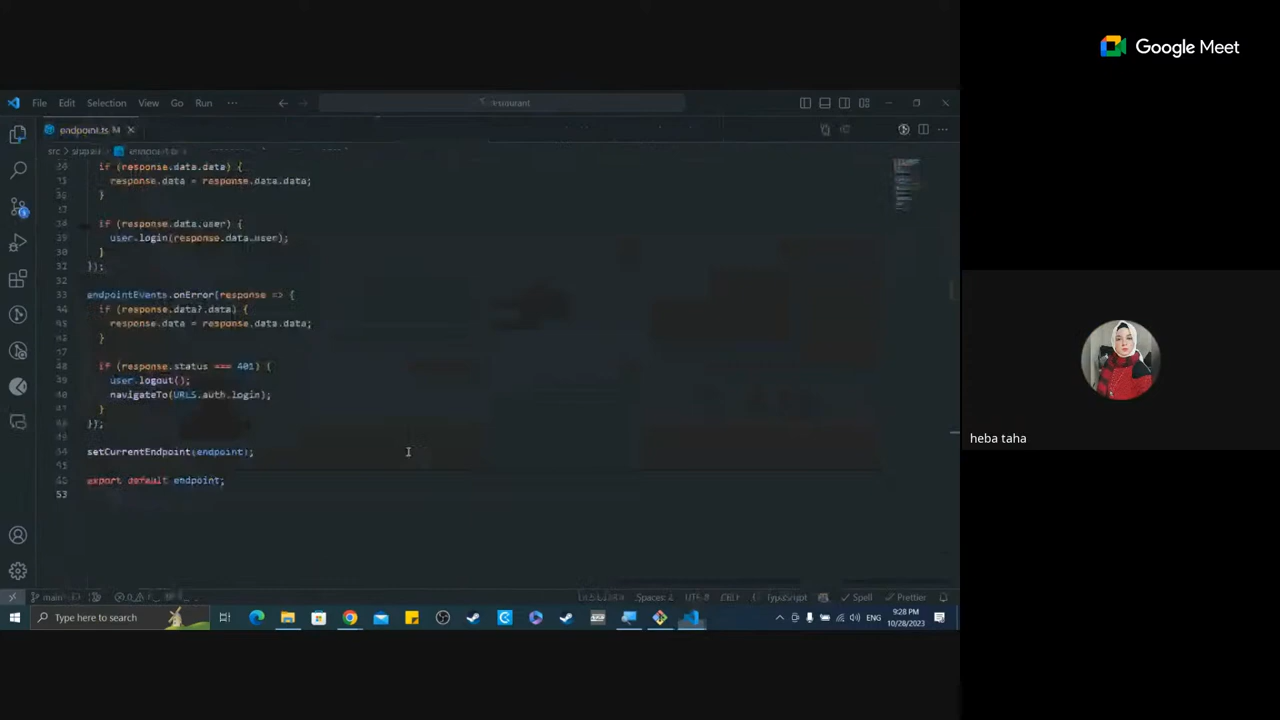 Google Meet
File Edit Selection View Go Run ...
endpoint.ts M
src
if (response.data.data) {
response.data = response.data.data;
}
if (response.data.user) {
user.login(response.data.user);
}
});
endpointEvents.onError(response => {
if (response.data?.data) {
response.data = response.data.data;
}
if (response.status === 401) {
user.logout();
navigateTo(URLS.auth.login);
}
});
setCurrentEndpoint(endpoint);
export default endpoint;
53
heba taha
main
Spaces: 2
Spell
Prettier
Type here to search
ENG
9:28 PM
10/28/2023